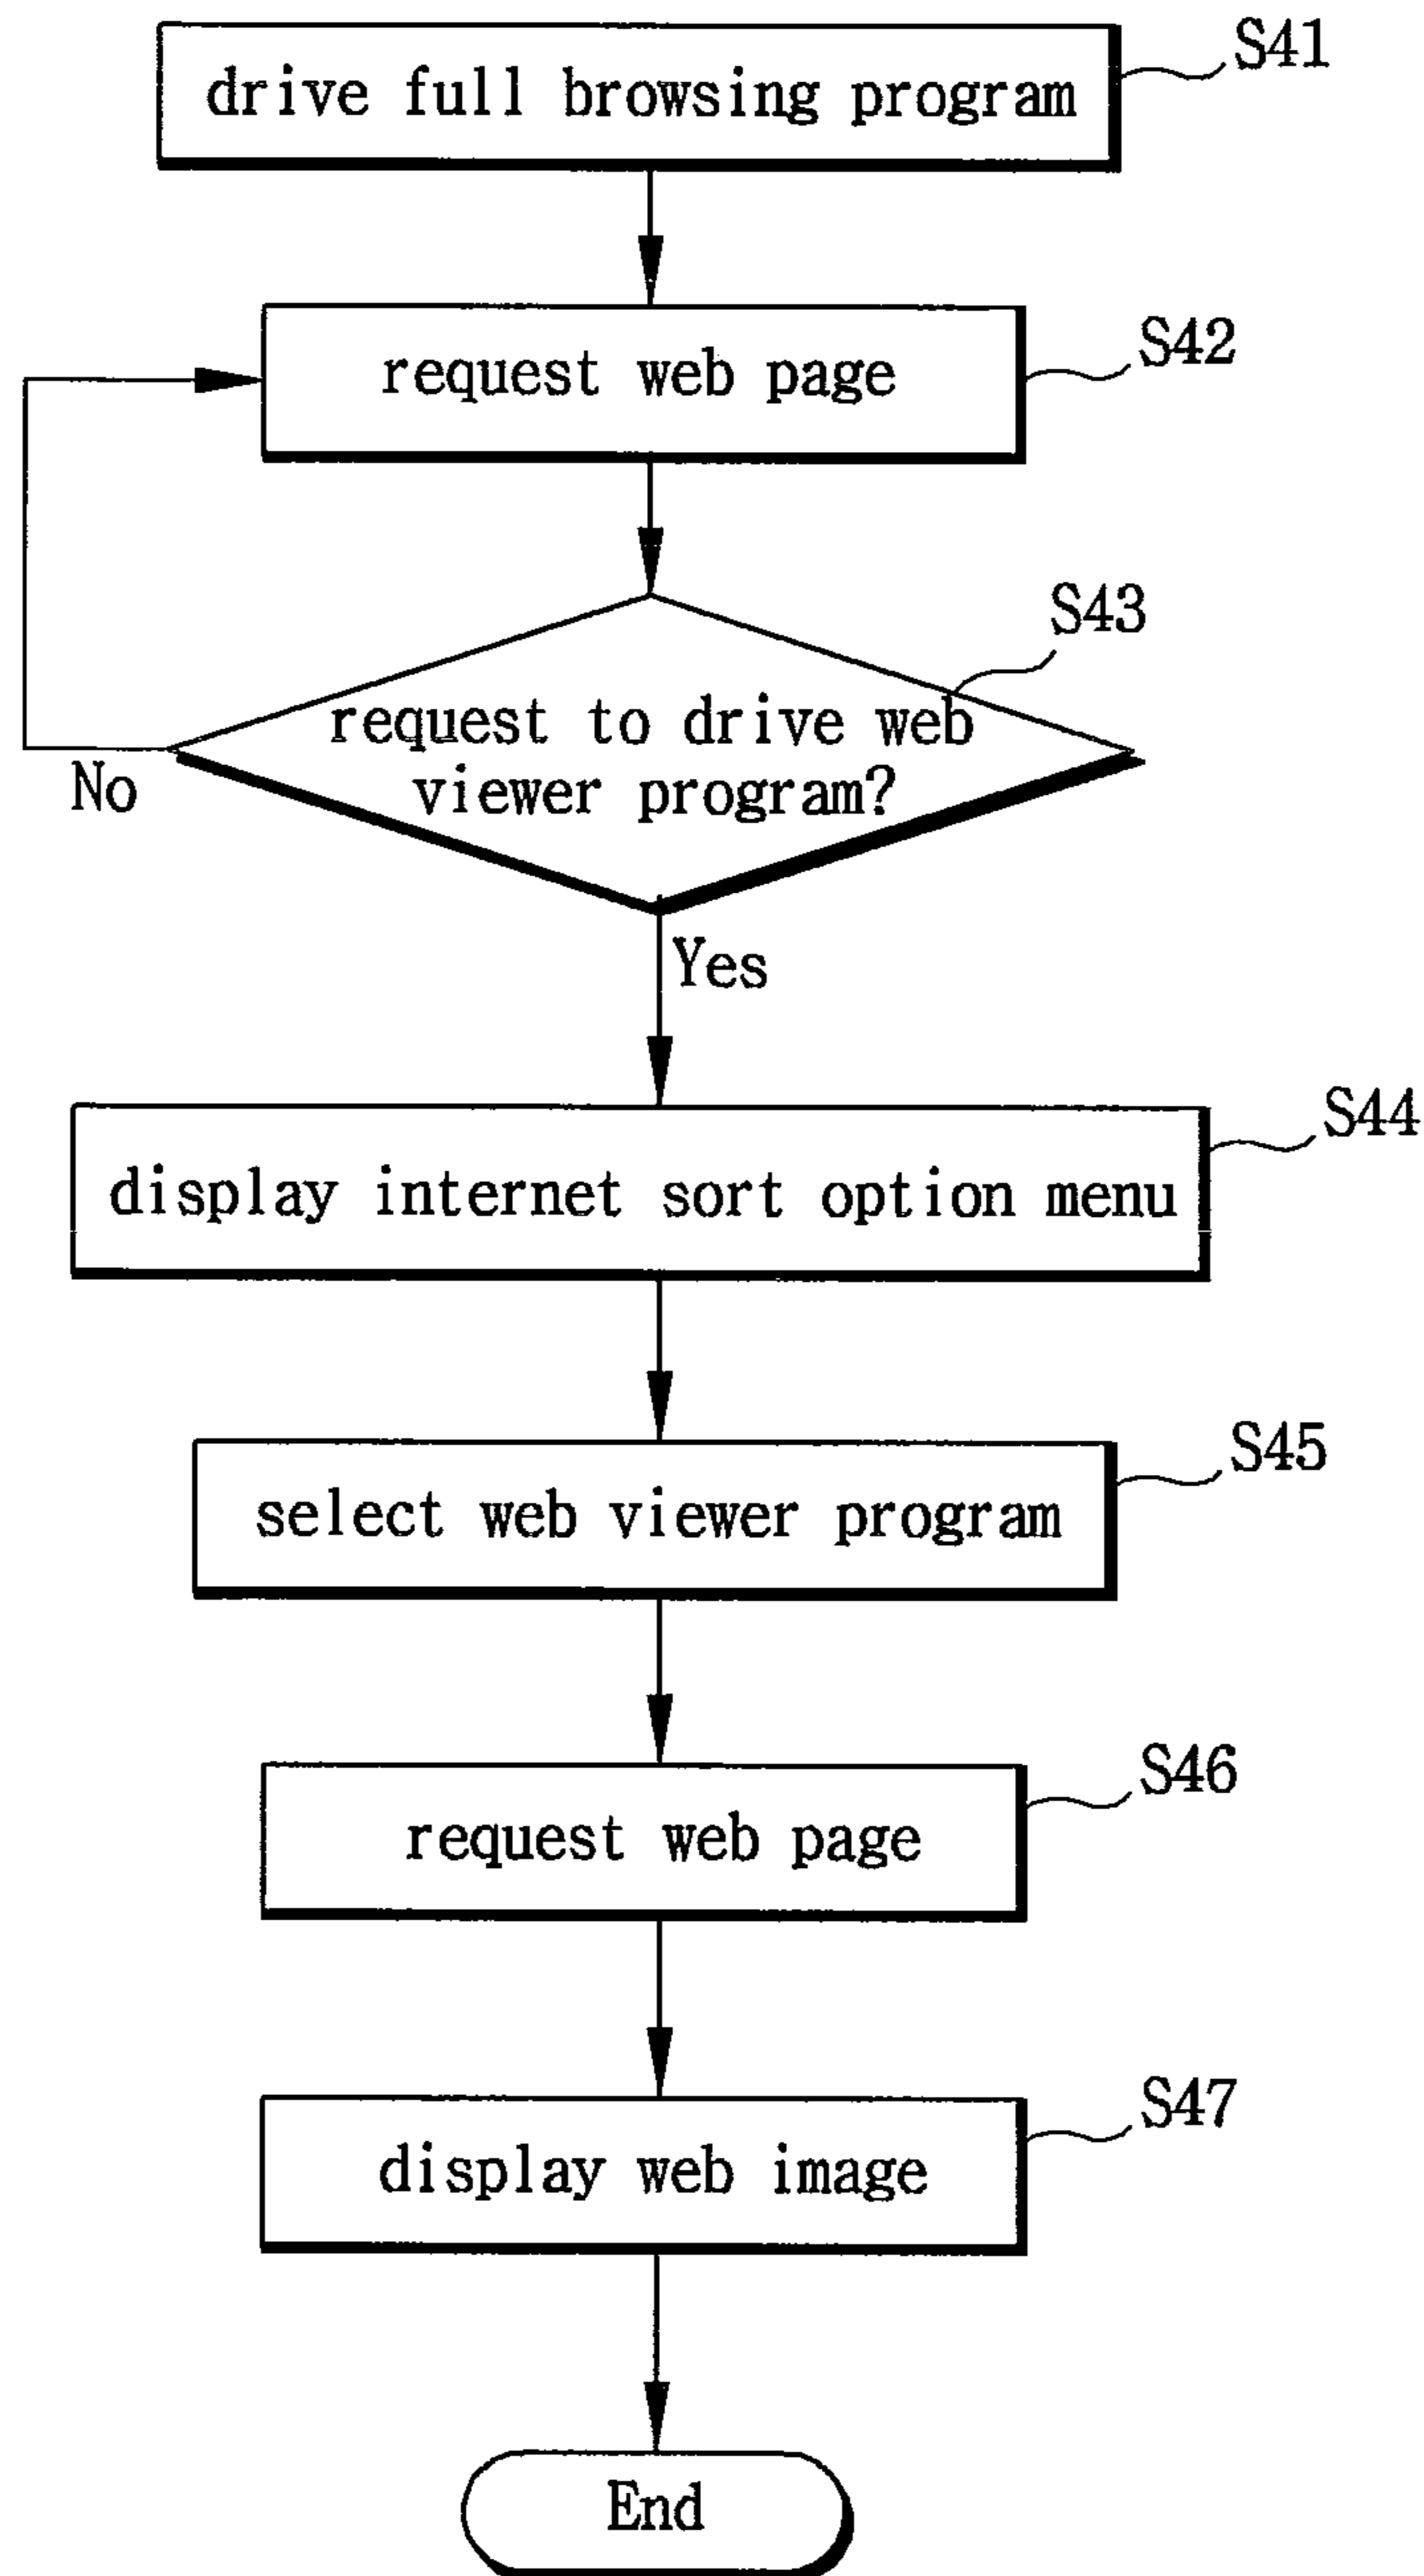 S41
drive full browsing program
S42
request web page
S43
request to drive web
viewer program?
No
Yes
S44
display internet sort option menu
S45
select web viewer program
S46
request web page
S47
display web image
End